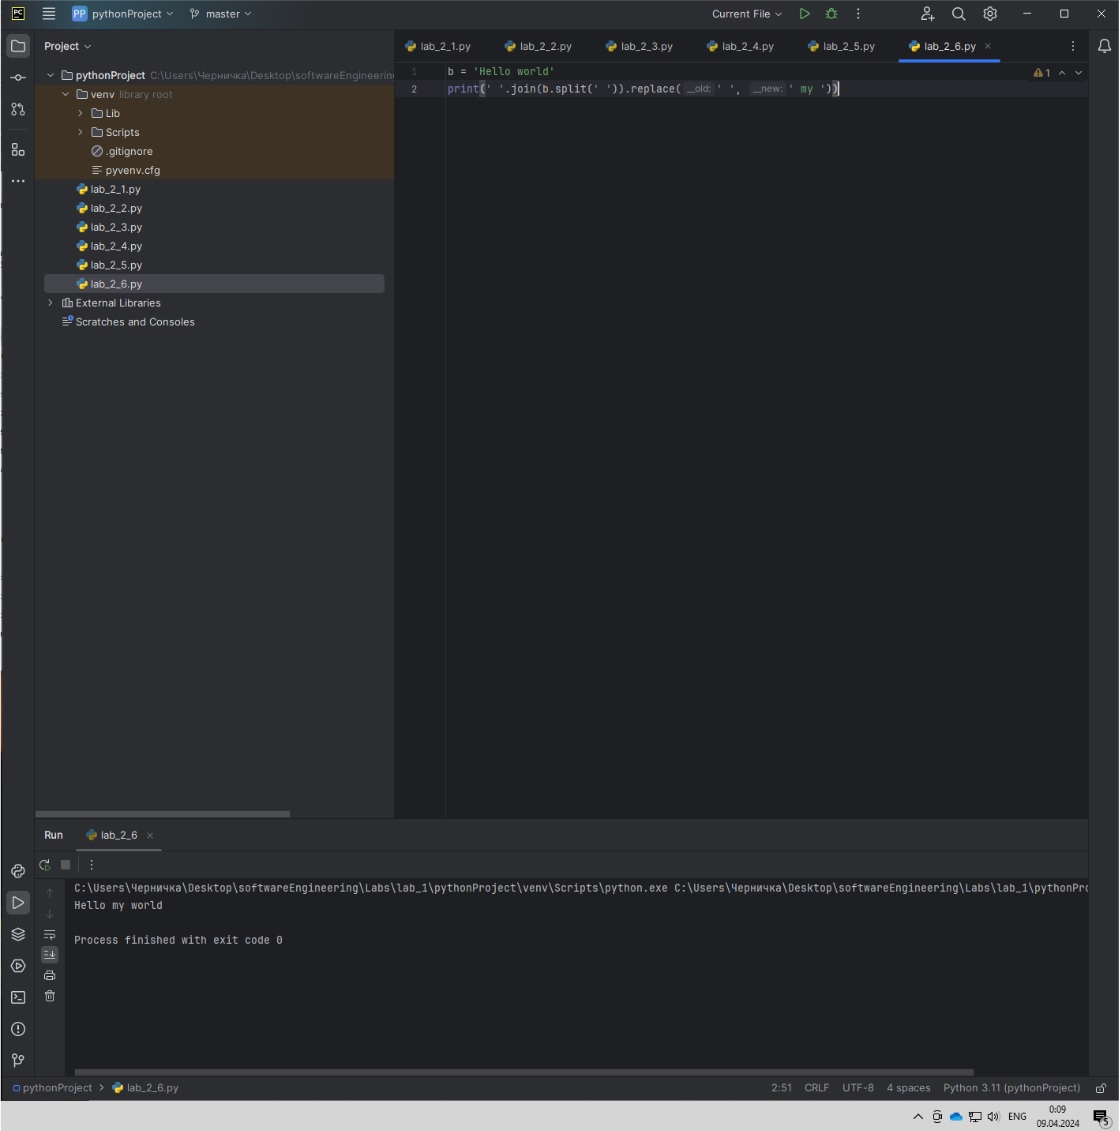 PC PP pythonProject master Current File
Project
lab_2_1.py lab_2_2.py lab_2_3.py lab_2_4.py lab_2_5.py lab_2_6.py
pythonProject C:\Users\Черничка\Desktop\softwareEngineerin
venv library root
Lib
Scripts
.gitignore
pyvenv.cfg
lab_2_1.py
lab_2_2.py
lab_2_3.py
lab_2_4.py
lab_2_5.py
lab_2_6.py
External Libraries
Scratches and Consoles
1 b = 'Hello world' 1
2 print(' '.join(b.split(' ')).replace( __old: ' ', __new: ' my '))
Run lab_2_6
C:\Users\Черничка\Desktop\softwareEngineering\Labs\lab_1\pythonProject\venv\Scripts\python.exe C:\Users\Черничка\Desktop\softwareEngineering\Labs\lab_1\pythonPro
Hello my world
Process finished with exit code 0
pythonProject lab_2_6.py 2:51 CRLF UTF-8 4 spaces Python 3.11 (pythonProject)
ENG 0:09
09.04.2024 5